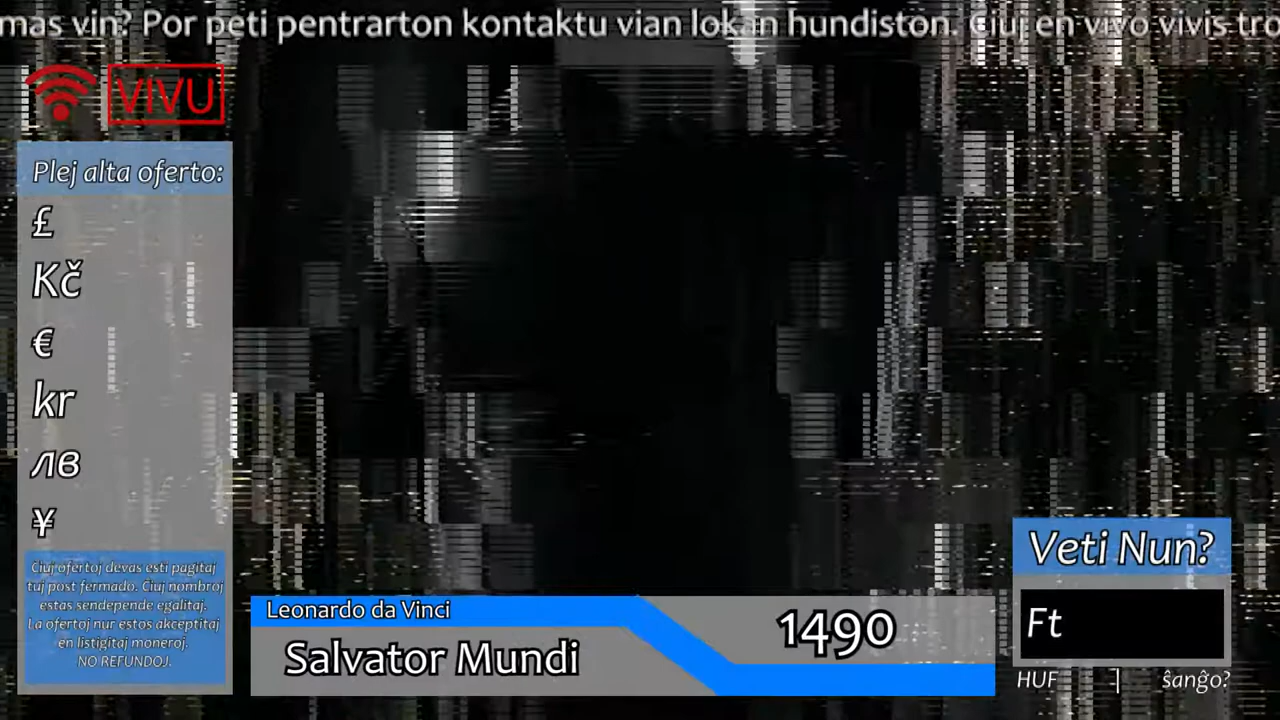 mas vin? Por peti pentrarton kontaktu vian lokan hundiston. Ĉiuj en vivo vivis tro
VIVU
Plej alta oferto:
£
Kč
€
kr
лв
¥
Ĉiuj ofertoj devas esti pagitaj
tuj post fermado. Ĉiuj nombroj
estas sendepende egalitaj.
La ofertoj nur estos akceptitaj
en listigitaj moneroj.
NO REFUNDOJ.
Leonardo da Vinci
Salvator Mundi
1490
Veti Nun?
Ft
HUF | ŝanĝo?